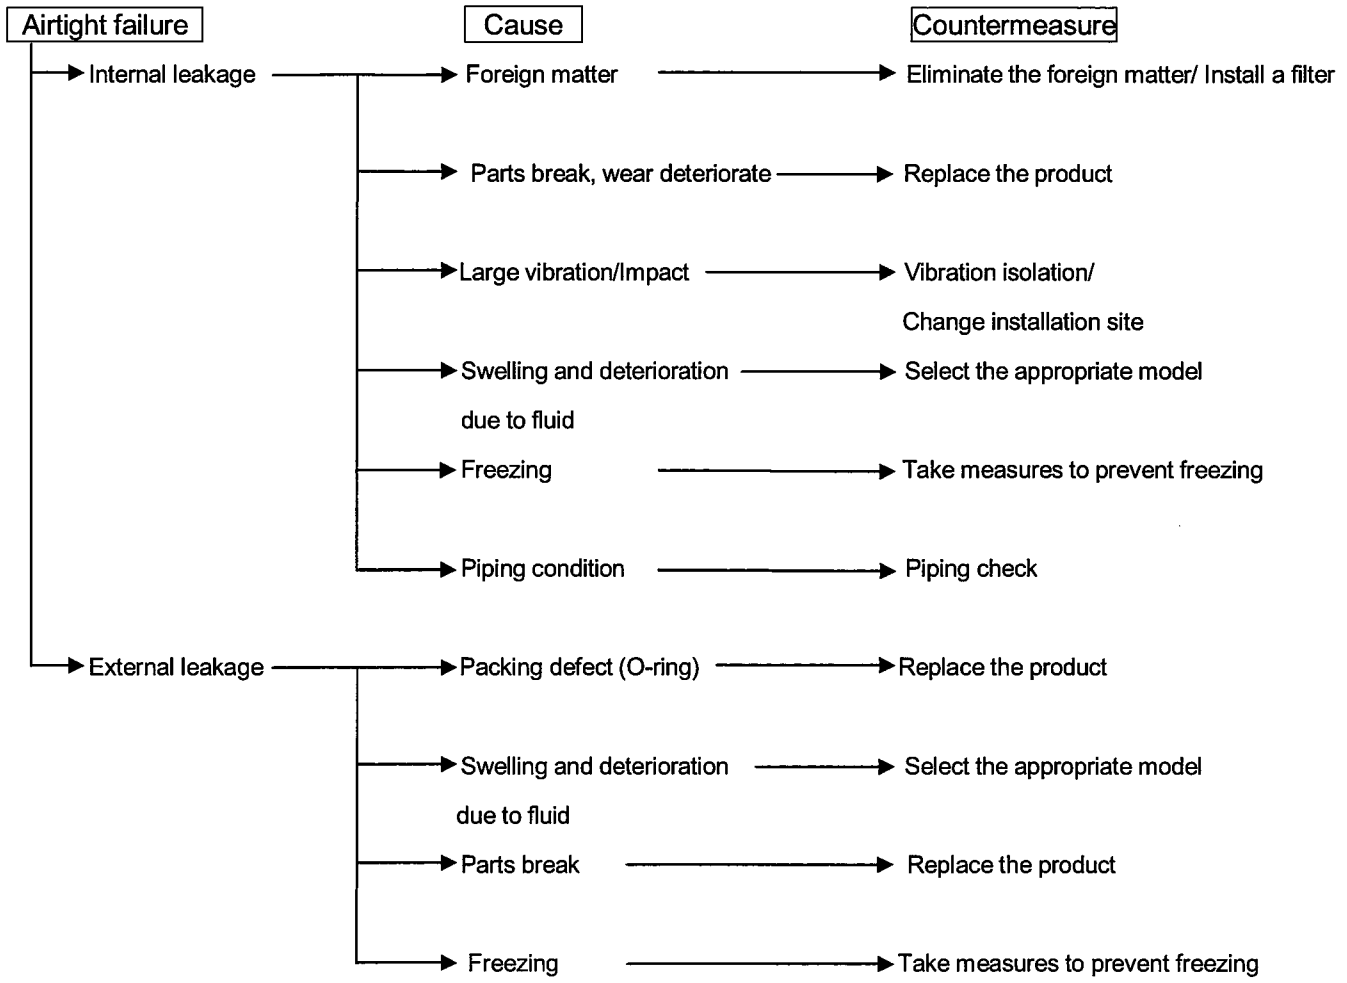 Airtight failure Cause Countermeasure
Internal leakage Foreign matter Eliminate the foreign matter/ Install a filter
Parts break, wear deteriorate Replace the product
Large vibration/Impact Vibration isolation/
Change installation site
Swelling and deterioration Select the appropriate model
due to fluid
Freezing Take measures to prevent freezing
Piping condition Piping check
External leakage Packing defect (O-ring) Replace the product
Swelling and deterioration Select the appropriate model
due to fluid
Parts break Replace the product
Freezing Take measures to prevent freezing